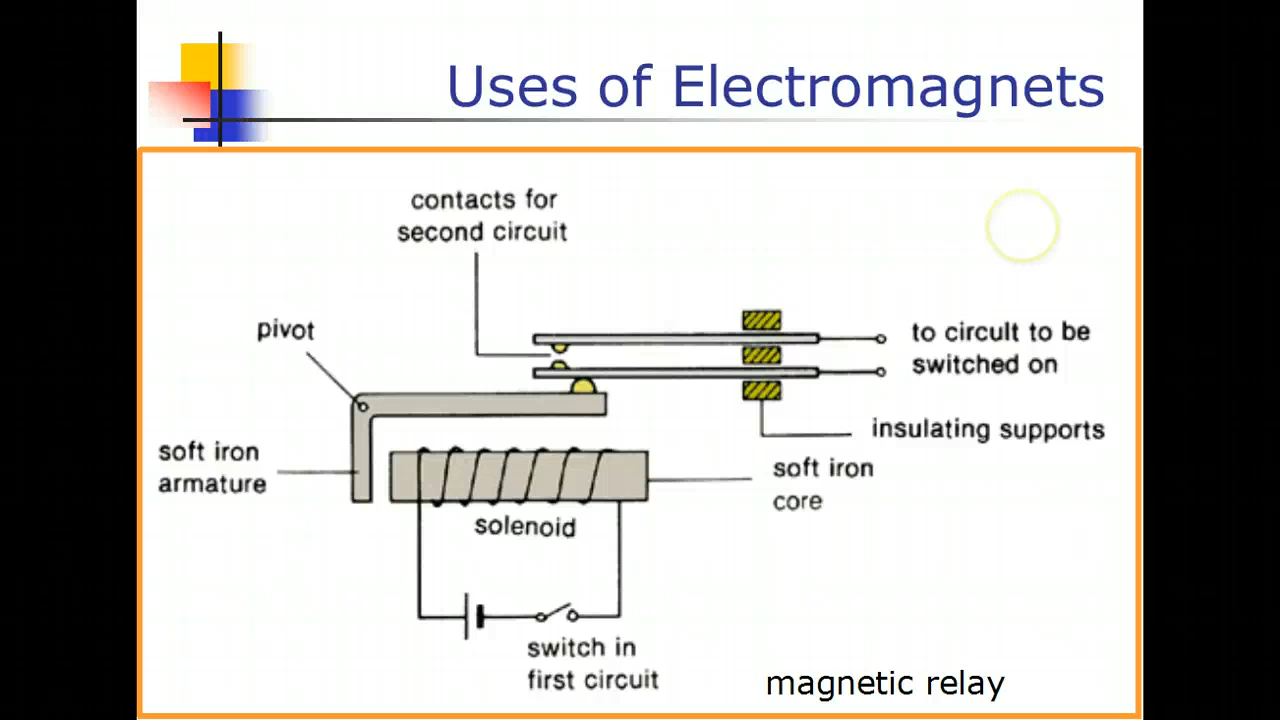 Uses of Electromagnets
contacts for
second circuit
pivot
to circult to be
switched on
insulating supports
soft iron
armature
soft iron
core
solenoid
switch in
first circuit
magnetic relay